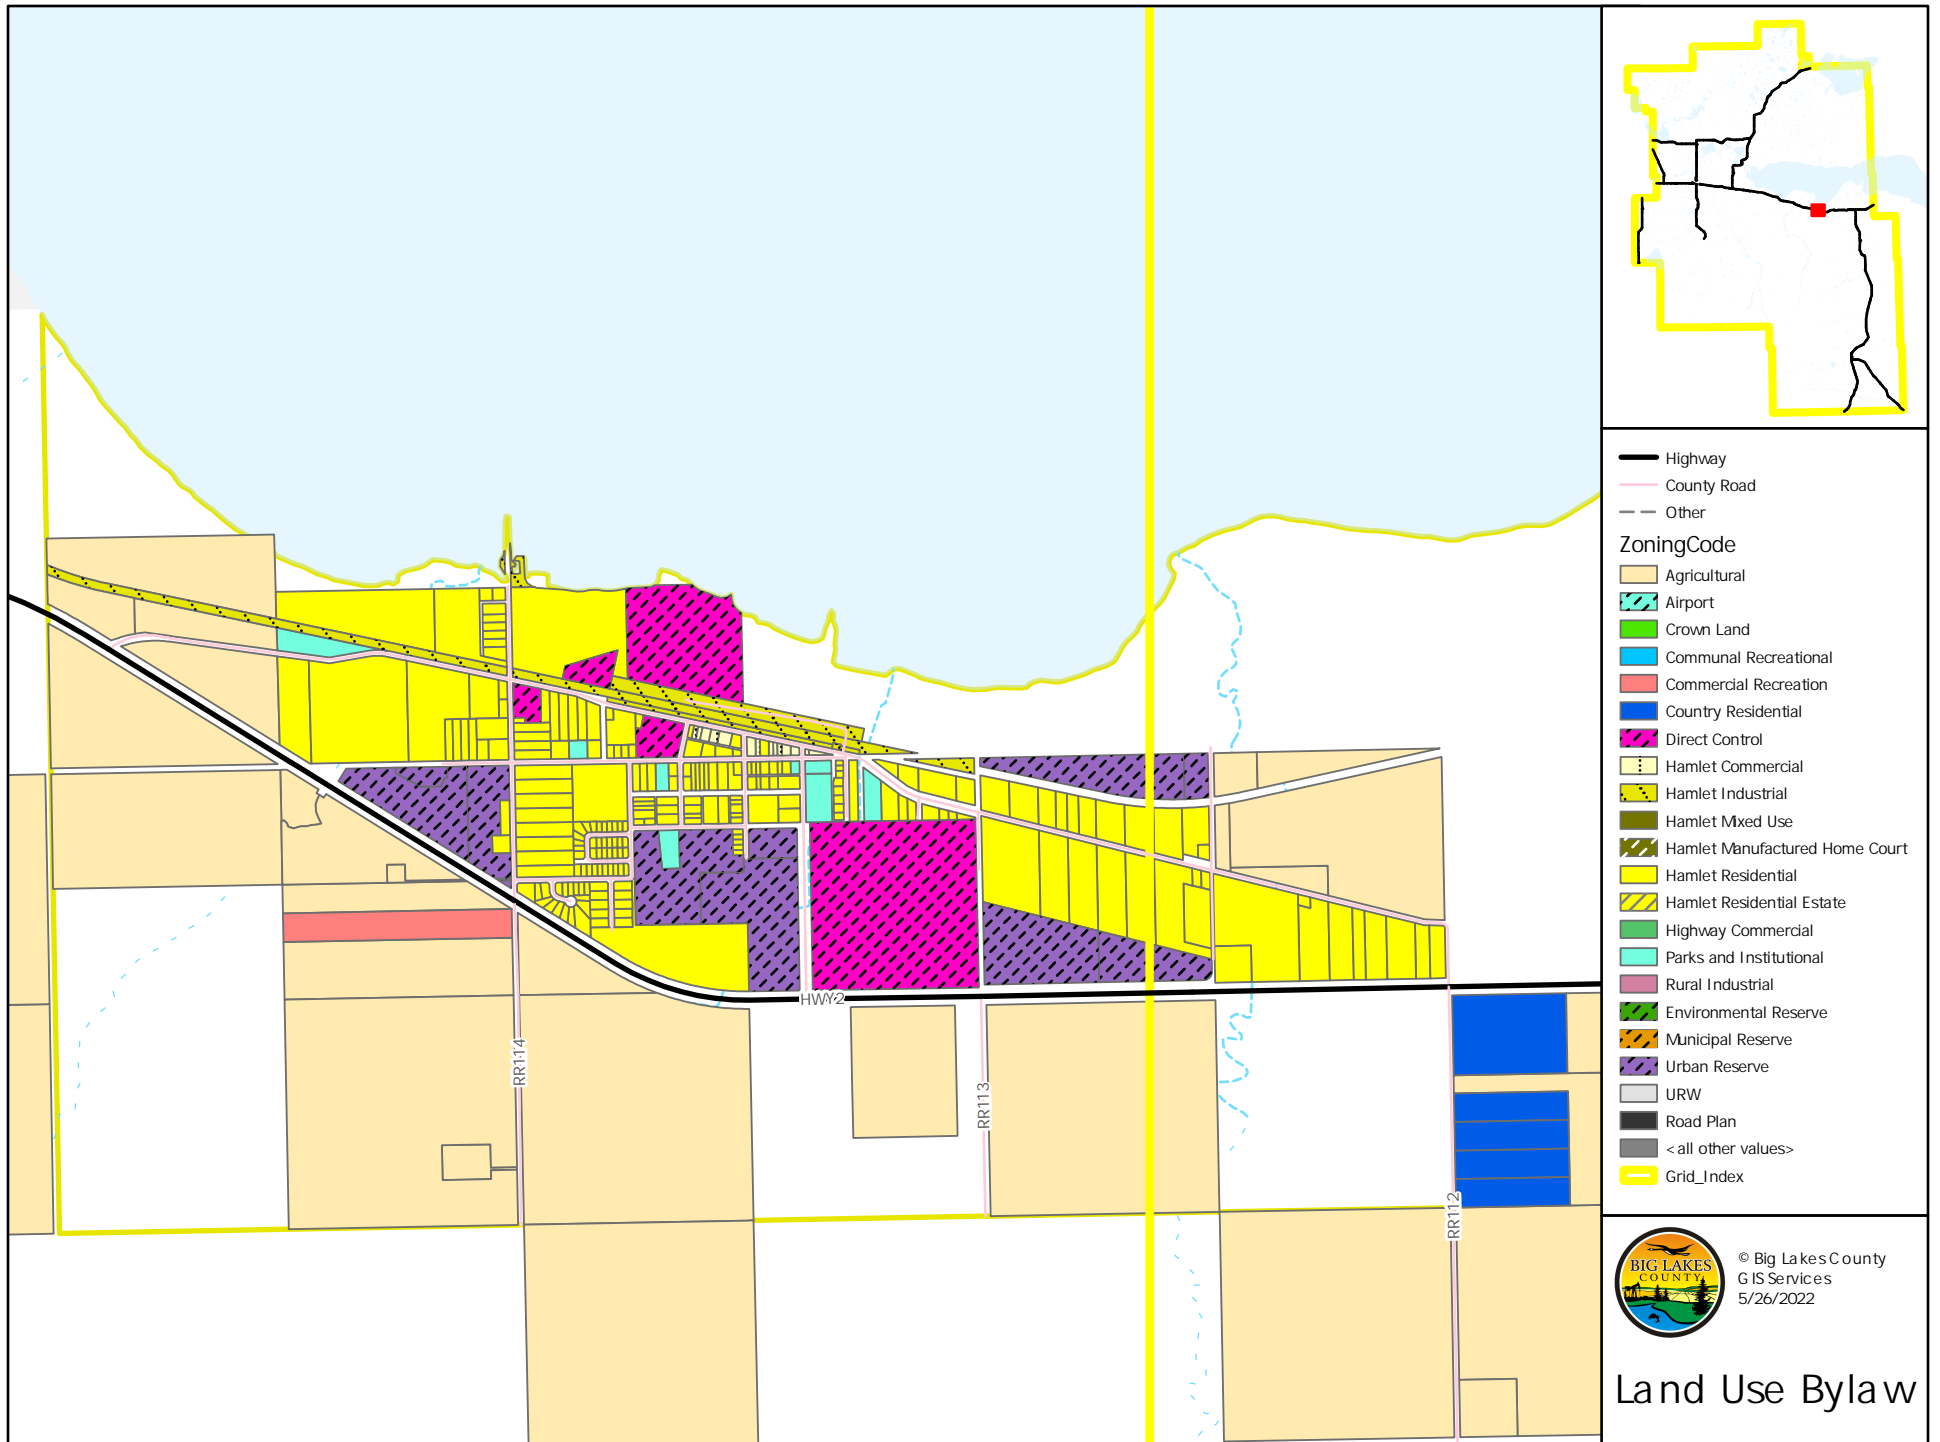 HWY2
RR114
RR113
RR112
Highway
County Road
Other
ZoningCode
Agricultural
Airport
Crown Land
Communal Recreational
Commercial Recreation
Country Residential
Direct Control
Hamlet Commercial
Hamlet Industrial
Hamlet Mixed Use
Hamlet Manufactured Home Court
Hamlet Residential
Hamlet Residential Estate
Highway Commercial
Parks and Institutional
Rural Industrial
Environmental Reserve
Municipal Reserve
Urban Reserve
URW
Road Plan
<all other values>
Grid_Index
BIG LAKES
COUNTY
© Big Lakes County
GIS Services
5/26/2022
Land Use Bylaw